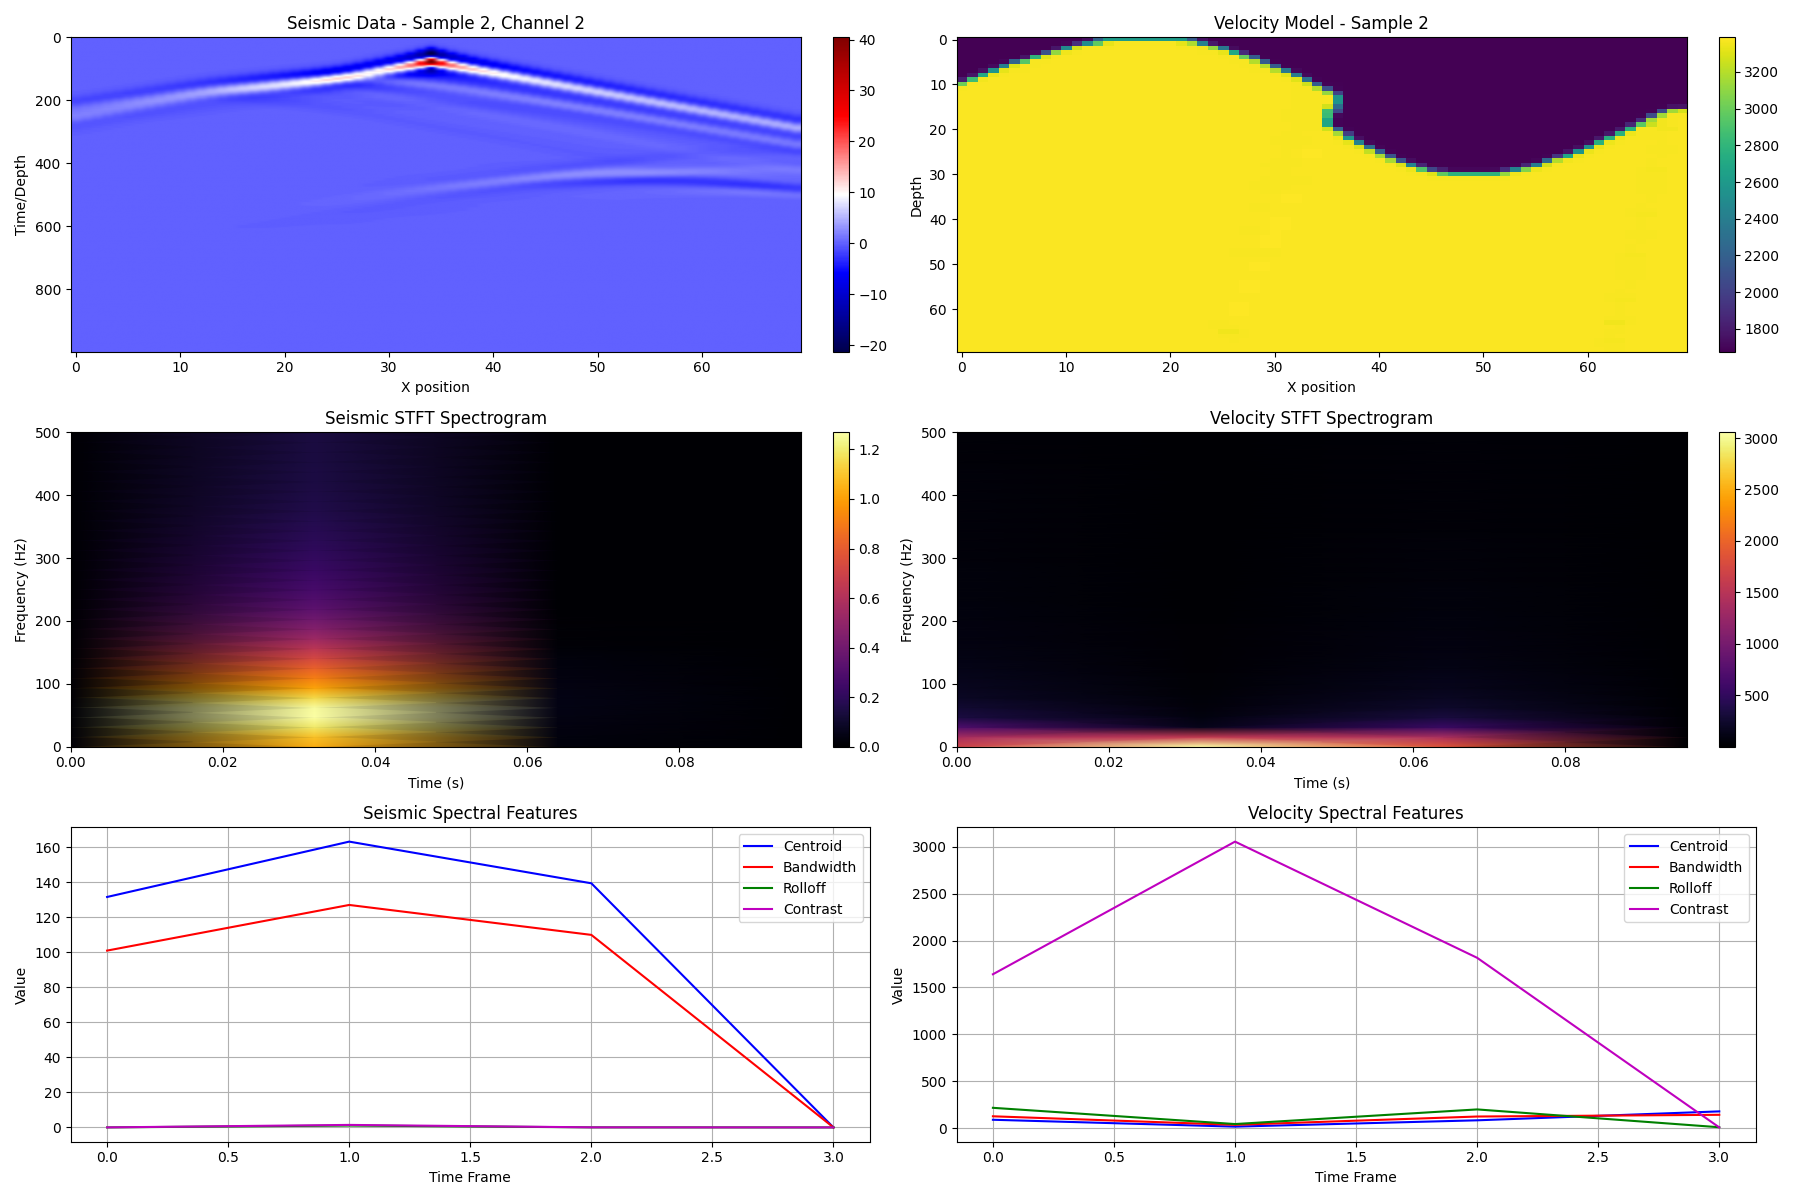 Seismic Data - Sample 2, Channel 2
0
200
400
600
800
Time/Depth
0 10 20 30 40 50 60
X position
40
30
20
10
0
−10
−20
Velocity Model - Sample 2
0
10
20
30
40
50
60
Depth
0 10 20 30 40 50 60
X position
3200
3000
2800
2600
2400
2200
2000
1800
Seismic STFT Spectrogram
500
400
300
200
100
0
Frequency (Hz)
0.00 0.02 0.04 0.06 0.08
Time (s)
1.2
1.0
0.8
0.6
0.4
0.2
0.0
Velocity STFT Spectrogram
500
400
300
200
100
0
Frequency (Hz)
0.00 0.02 0.04 0.06 0.08
Time (s)
3000
2500
2000
1500
1000
500
Seismic Spectral Features
160
140
120
100
80
60
40
20
0
Value
0.0 0.5 1.0 1.5 2.0 2.5 3.0
Time Frame
Centroid
Bandwidth
Rolloff
Contrast
Velocity Spectral Features
3000
2500
2000
1500
1000
500
0
Value
0.0 0.5 1.0 1.5 2.0 2.5 3.0
Time Frame
Centroid
Bandwidth
Rolloff
Contrast